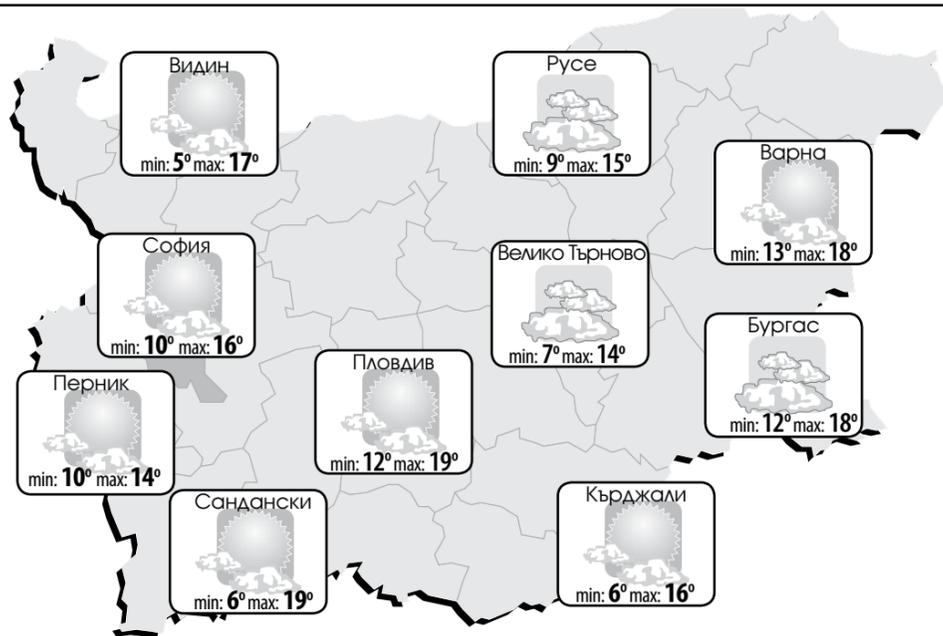 Видин
min: 5° max: 17°
Русе
min: 9° max: 15°
Варна
min: 13° max: 18°
София
min: 10° max: 16°
Велико Търново
min: 7° max: 14°
Бургас
min: 12° max: 18°
Пловдив
min: 12° max: 19°
Перник
min: 10° max: 14°
Сандански
min: 6° max: 19°
Кърджали
min: 6° max: 16°